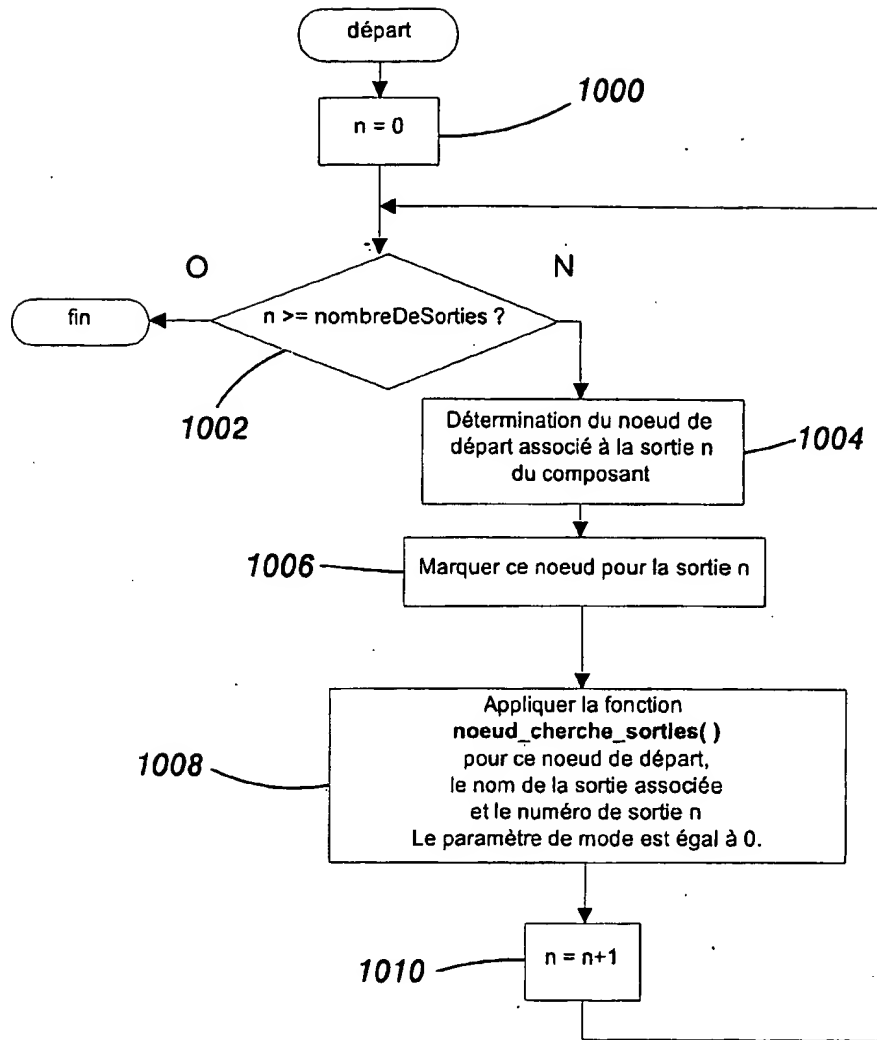 départ
1000
n = 0
O
N
fin
n >= nombreDeSorties ?
1002
Détermination du noeud de
départ associé à la sortie n
du composant
1004
1006
Marquer ce noeud pour la sortie n
Appliquer la fonction
noeud_cherche_sorties( )
pour ce noeud de départ,
le nom de la sortie associée
et le numéro de sortie n
Le paramètre de mode est égal à 0.
1008
n = n+1
1010